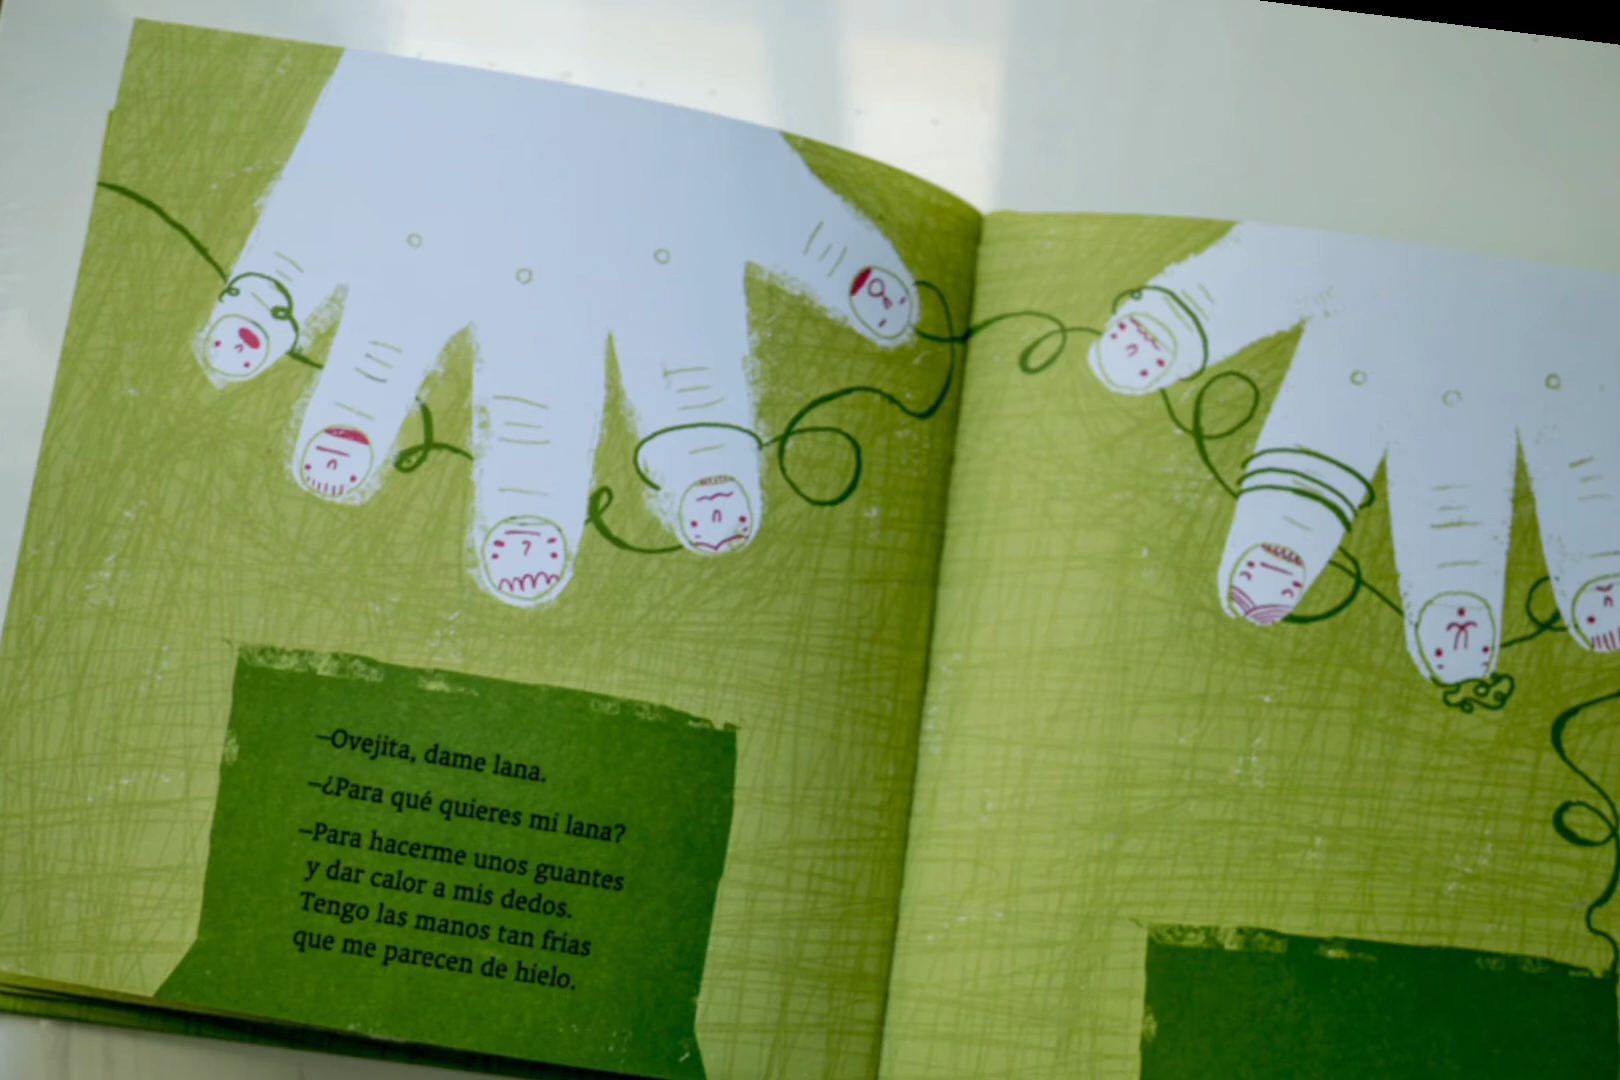 —Ovejita, dame lana.
—¿Para qué quieres mi lana?
—Para hacerme unos guantes
y dar calor a mis dedos.
Tengo las manos tan frías
que me parecen de hielo.